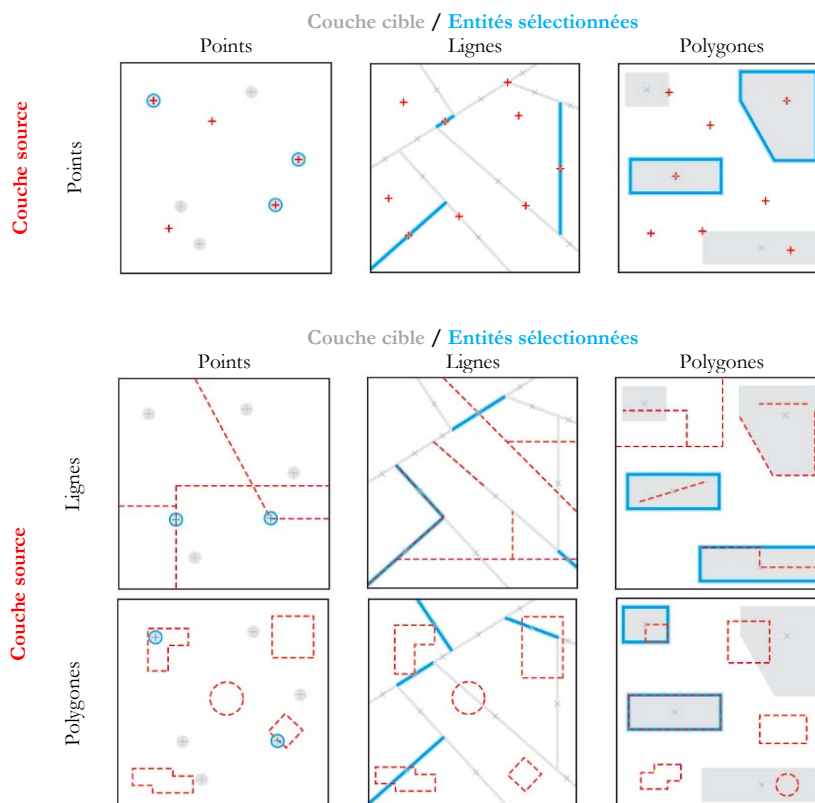 Couche cible / Entités sélectionnées
Points Lignes Polygones
Couche source
Points
Couche cible / Entités sélectionnées
Points Lignes Polygones
Couche source
Lignes
Polygones